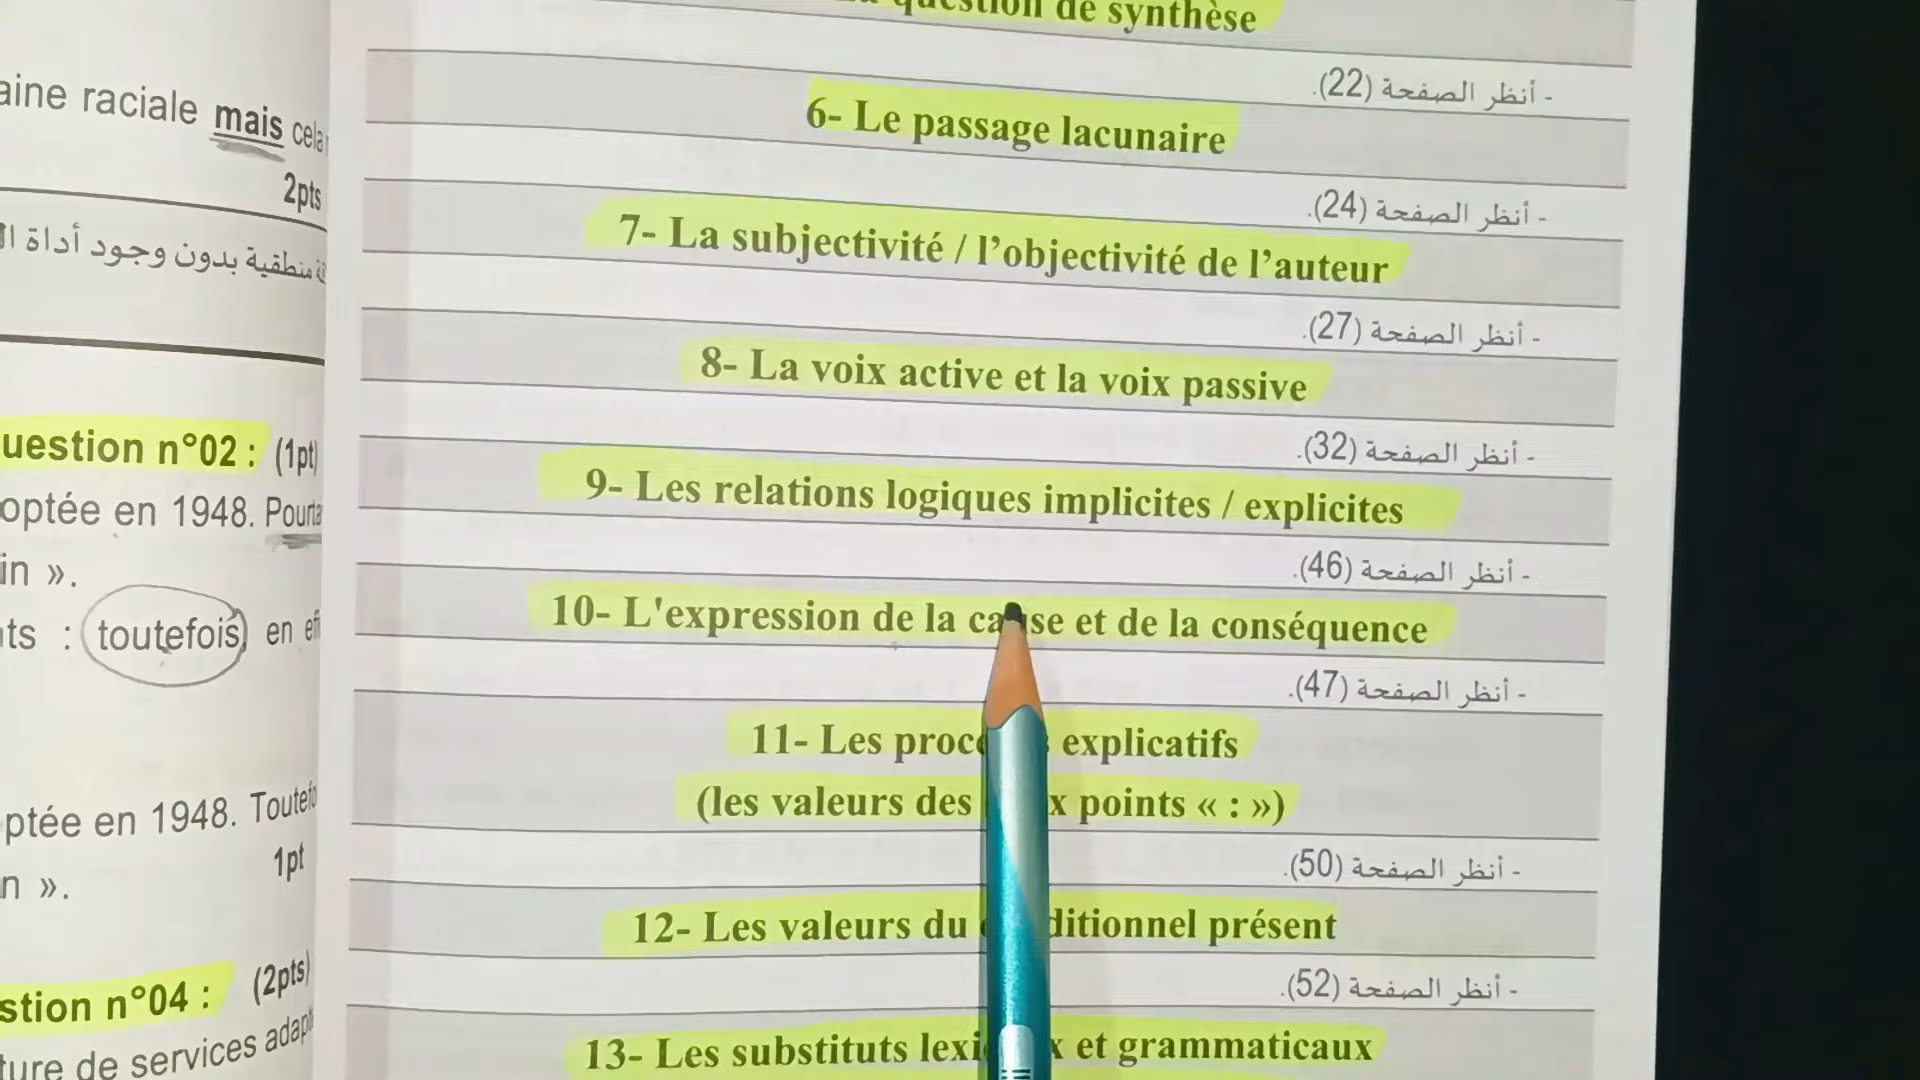 aine raciale mais cela
2pts
منطقية بدون وجود أداة
uestion n°02 : (1pt)
optée en 1948.
in ».
ts : toutefois en
ptée en 1948.
1pt
n ».
stion n°04 : (2pts)
ture de services
question de synthèse
- أنظر الصفحة (22).
6- Le passage lacunaire
- أنظر الصفحة (24).
7- La subjectivité / l’objectivité de l’auteur
- أنظر الصفحة (27).
8- La voix active et la voix passive
- أنظر الصفحة (32).
9- Les relations logiques implicites / explicites
- أنظر الصفحة (46).
10- L'expression de la cause et de la conséquence
- أنظر الصفحة (47).
11- Les explicatifs
(les valeurs des points « : »)
- أنظر الصفحة (50).
12- Les valeurs du présent
- أنظر الصفحة (52).
13- Les substituts et grammaticaux